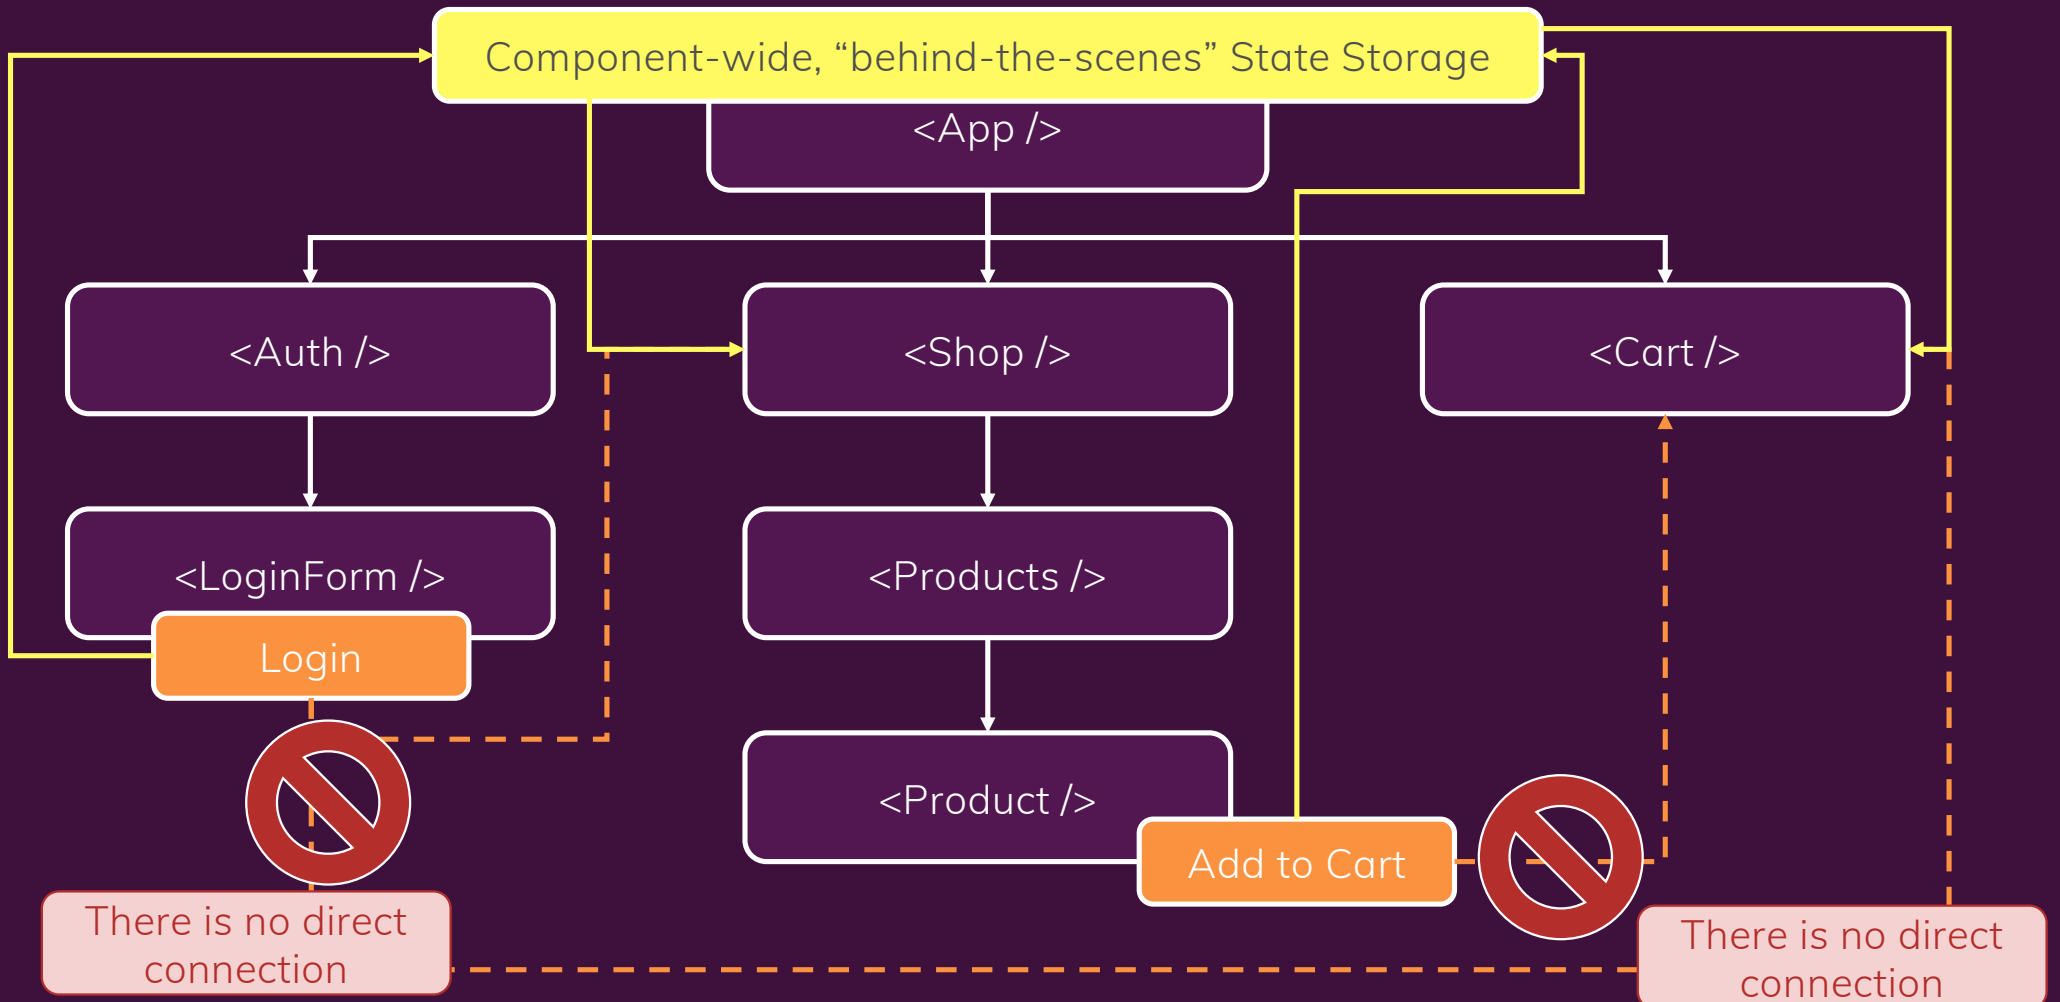 Component-wide, “behind-the-scenes” State Storage
<App />
<Auth />
<Shop />
<Cart />
<LoginForm />
<Products />
Login
<Product />
Add to Cart
There is no direct
connection
There is no direct
connection